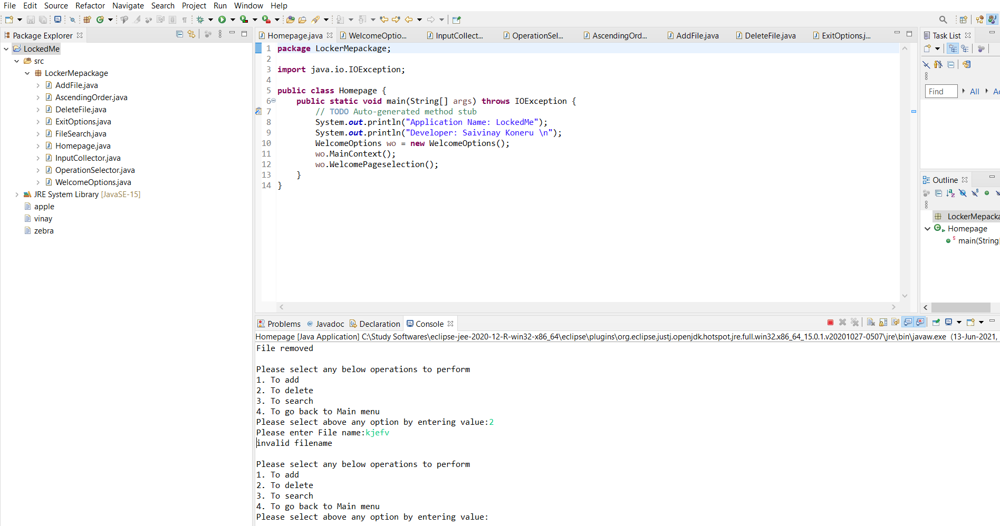 File Edit Source Refactor Navigate Search Project Run Window Help
Package Explorer
LockedMe
src
LockerMepackage
AddFile.java
AscendingOrder.java
DeleteFile.java
ExitOptions.java
FileSearch.java
Homepage.java
InputCollector.java
OperationSelector.java
WelcomeOptions.java
JRE System Library [JavaSE-15]
apple
vinay
zebra
Homepage.java WelcomeOptio... InputCollect... OperationSel... AscendingOrd... AddFile.java DeleteFile.java ExitOptions.j...
1 package LockerMepackage;
2
3 import java.io.IOException;
4
5 public class Homepage {
6 public static void main(String[] args) throws IOException {
7 // TODO Auto-generated method stub
8 System.out.println("Application Name: LockedMe");
9 System.out.println("Developer: Saivinay Koneru \n");
10 WelcomeOptions wo = new WelcomeOptions();
11 wo.MainContext();
12 wo.WelcomePageselection();
13 }
14 }
Task List
Find All Ac
Outline
LockerMepacka
Homepage
main(String[
Problems @ Javadoc Declaration Console
Homepage [Java Application] C:\Study Softwares\eclipse-jee-2020-12-R-win32-x86_64\eclipse\plugins\org.eclipse.justj.openjdk.hotspot.jre.full.win32.x86_64_15.0.1.v20201027-0507\jre\bin\javaw.exe (13-Jun-2021,
File removed
Please select any below operations to perform
1. To add
2. To delete
3. To search
4. To go back to Main menu
Please select above any option by entering value:2
Please enter File name:kjefv
invalid filename
Please select any below operations to perform
1. To add
2. To delete
3. To search
4. To go back to Main menu
Please select above any option by entering value: